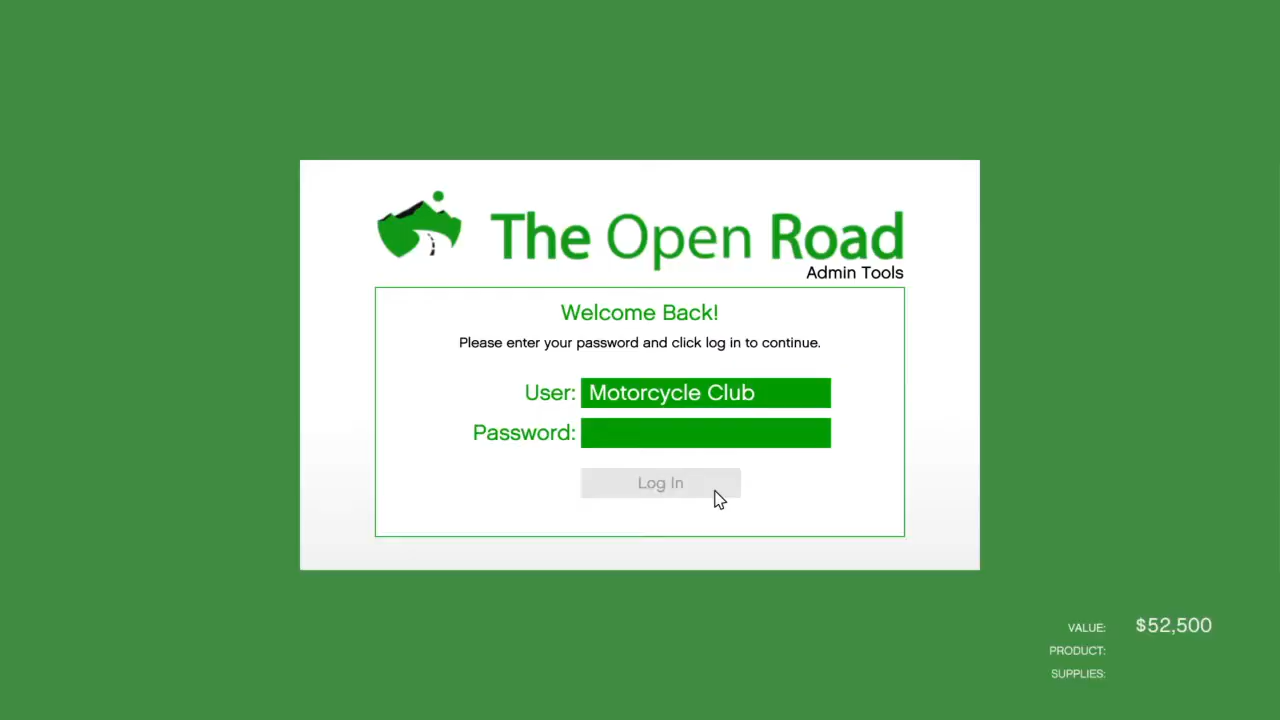 The Open Road
Admin Tools
Welcome Back!
Please enter your password and click log in to continue.
User: Motorcycle Club
Password:
Log In
VALUE: $52,500
PRODUCT:
SUPPLIES: